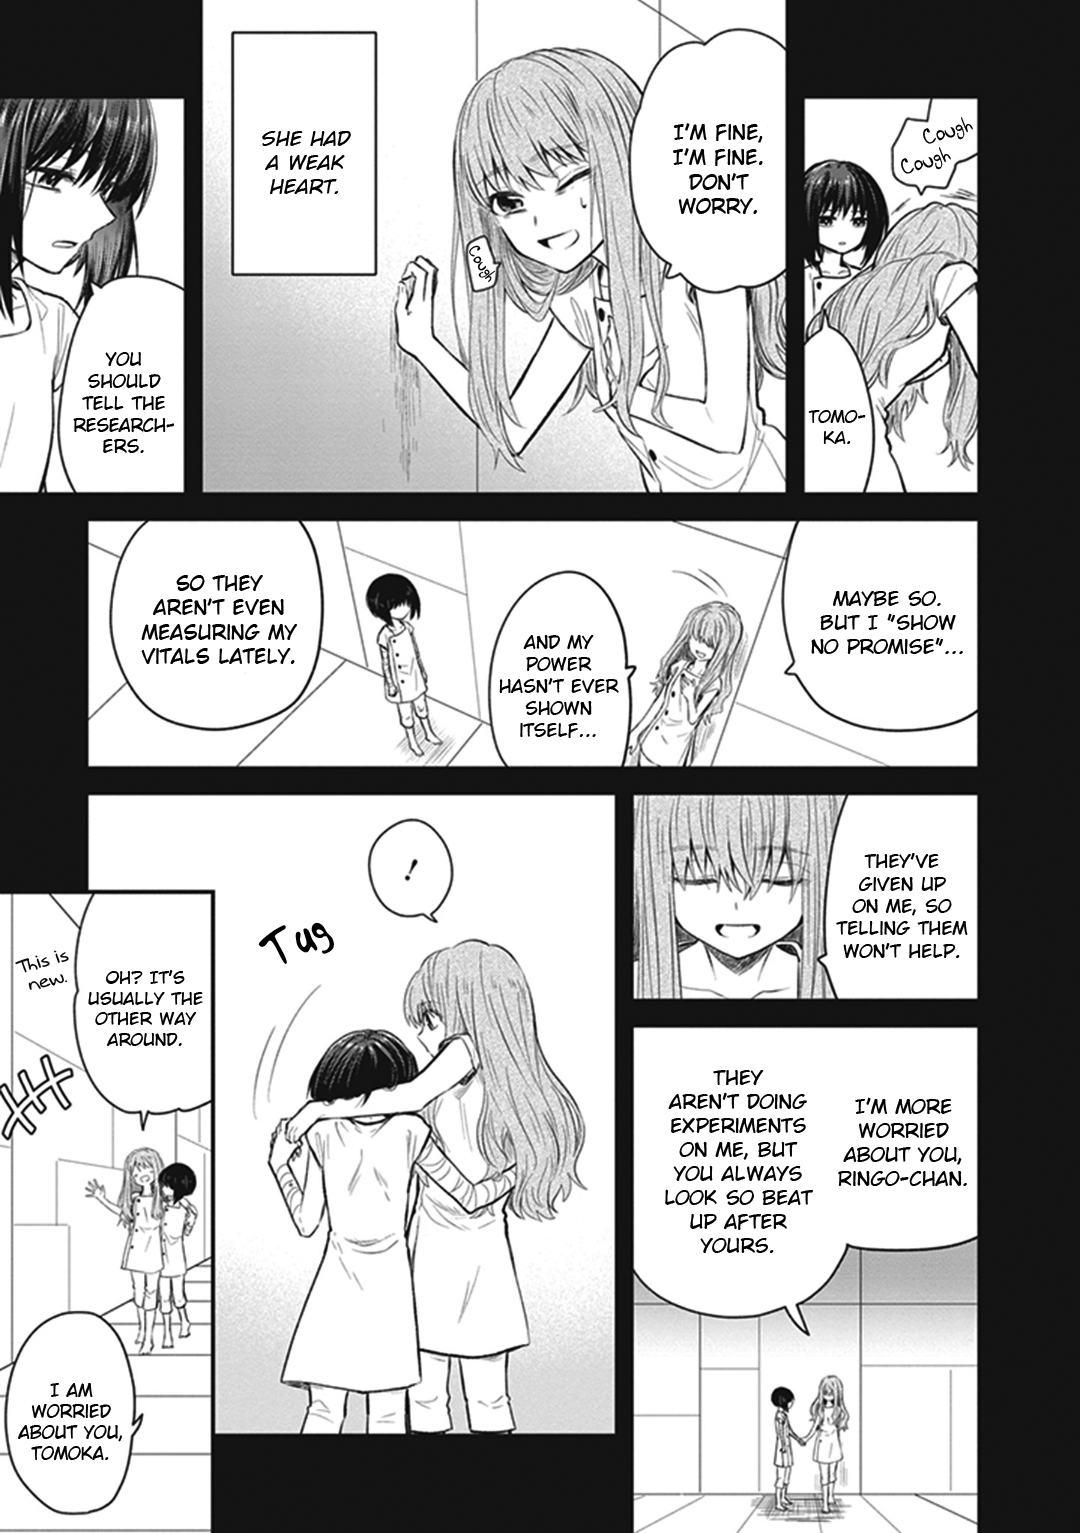 Cough
Cough
TOMO-
KA.
I'M FINE,
I'M FINE.
DON'T
WORRY.
Cough
SHE HAD
A WEAK
HEART.
YOU
SHOULD
TELL THE
RESEARCH-
ERS.
MAYBE SO.
BUT I "SHOW
NO PROMISE"...
AND MY
POWER
HASN'T EVER
SHOWN
ITSELF...
SO THEY
AREN'T EVEN
MEASURING MY
VITALS LATELY.
THEY'VE
GIVEN UP
ON ME, SO
TELLING THEM
WON'T HELP.
I'M MORE
WORRIED
ABOUT YOU,
RINGO-CHAN.
THEY
AREN'T DOING
EXPERIMENTS
ON ME, BUT
YOU ALWAYS
LOOK SO BEAT
UP AFTER
YOURS.
!
Tug
OH? IT'S
USUALLY THE
OTHER WAY
AROUND.
This is
new.
I AM
WORRIED
ABOUT YOU,
TOMOKA.